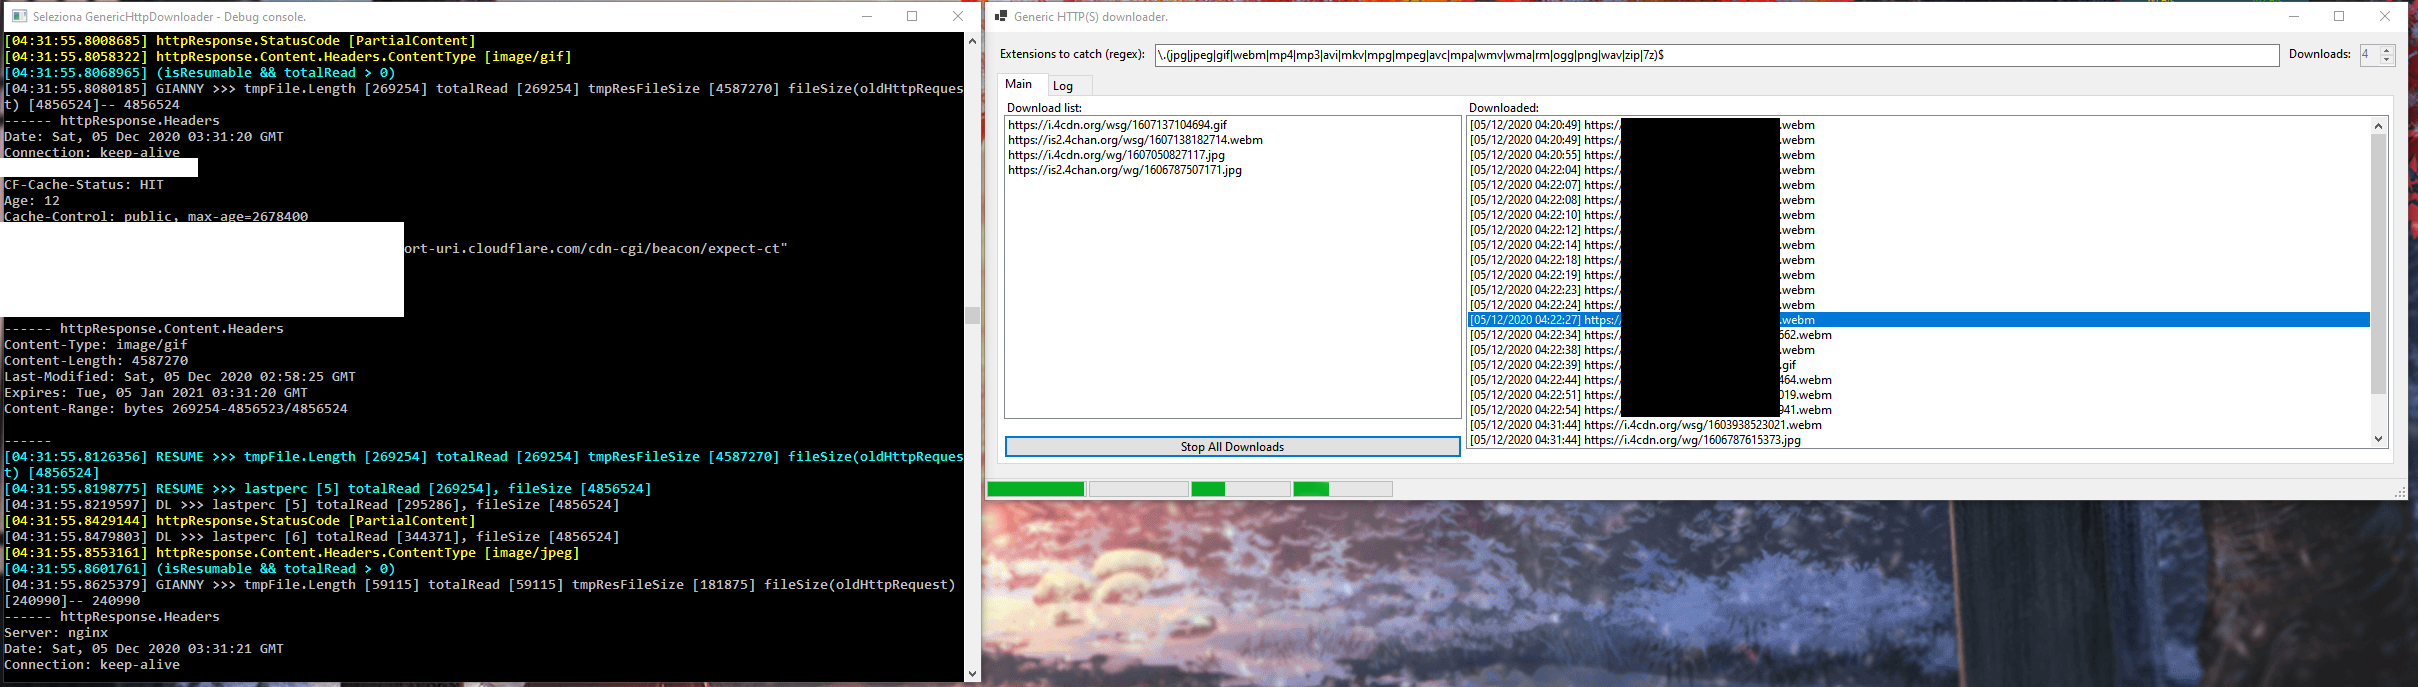 Seleziona GenericHttpDownloader - Debug console.
[04:31:55.8008685] httpResponse.StatusCode [PartialContent]
[04:31:55.8058322] httpResponse.Content.Headers.ContentType [image/gif]
[04:31:55.8068965] (isResumable && totalRead > 0)
[04:31:55.8080185] GIANNY >>> tmpFile.Length [269254] totalRead [269254] tmpResFileSize [4587270] fileSize(oldHttpReques
t) [4856524]-- 4856524
------ httpResponse.Headers
Date: Sat, 05 Dec 2020 03:31:20 GMT
Connection: keep-alive
CF-Cache-Status: HIT
Age: 12
Cache-Control: public, max-age=2678400
ort-uri.cloudflare.com/cdn-cgi/beacon/expect-ct"
------ httpResponse.Content.Headers
Content-Type: image/gif
Content-Length: 4587270
Last-Modified: Sat, 05 Dec 2020 02:58:25 GMT
Expires: Tue, 05 Jan 2021 03:31:20 GMT
Content-Range: bytes 269254-4856523/4856524
------
[04:31:55.8126356] RESUME >>> tmpFile.Length [269254] totalRead [269254] tmpResFileSize [4587270] fileSize(oldHttpReques
t) [4856524]
[04:31:55.8198775] RESUME >>> lastperc [5] totalRead [269254], fileSize [4856524]
[04:31:55.8219597] DL >>> lastperc [5] totalRead [295286], fileSize [4856524]
[04:31:55.8429144] httpResponse.StatusCode [PartialContent]
[04:31:55.8479803] DL >>> lastperc [6] totalRead [344371], fileSize [4856524]
[04:31:55.8553161] httpResponse.Content.Headers.ContentType [image/jpeg]
[04:31:55.8601761] (isResumable && totalRead > 0)
[04:31:55.8625379] GIANNY >>> tmpFile.Length [59115] totalRead [59115] tmpResFileSize [181875] fileSize(oldHttpRequest)
[240990]-- 240990
------ httpResponse.Headers
Server: nginx
Date: Sat, 05 Dec 2020 03:31:21 GMT
Connection: keep-alive
Generic HTTP(S) downloader.
Extensions to catch (regex): \.(jpg|jpeg|gif|webm|mp4|mp3|avi|mkv|mpg|mpeg|avc|mpa|wmv|wma|rm|ogg|png|wav|zip|7z)$ Downloads: 4
Main Log
Download list:
https://i.4cdn.org/wsg/1607137104694.gif
https://is2.4chan.org/wsg/1607138182714.webm
https://i.4cdn.org/wg/1607050827117.jpg
https://is2.4chan.org/wg/1606787507171.jpg
Stop All Downloads
Downloaded:
[05/12/2020 04:20:49] https:/ .webm
[05/12/2020 04:20:49] https:/ .webm
[05/12/2020 04:20:55] https:/ .webm
[05/12/2020 04:22:04] https:/ .webm
[05/12/2020 04:22:07] https:/ .webm
[05/12/2020 04:22:08] https:/ .webm
[05/12/2020 04:22:10] https:/ .webm
[05/12/2020 04:22:12] https:/ .webm
[05/12/2020 04:22:14] https:/ .webm
[05/12/2020 04:22:18] https:/ .webm
[05/12/2020 04:22:19] https:/ .webm
[05/12/2020 04:22:23] https:/ .webm
[05/12/2020 04:22:24] https:/ .webm
[05/12/2020 04:22:27] https:/ .webm
[05/12/2020 04:22:34] https:/ 662.webm
[05/12/2020 04:22:38] https:/ .webm
[05/12/2020 04:22:39] https:/ .gif
[05/12/2020 04:22:44] https:/ 464.webm
[05/12/2020 04:22:51] https:/ 019.webm
[05/12/2020 04:22:54] https:/ 941.webm
[05/12/2020 04:31:44] https://i.4cdn.org/wsg/1603938523021.webm
[05/12/2020 04:31:44] https://i.4cdn.org/wg/1606787615373.jpg